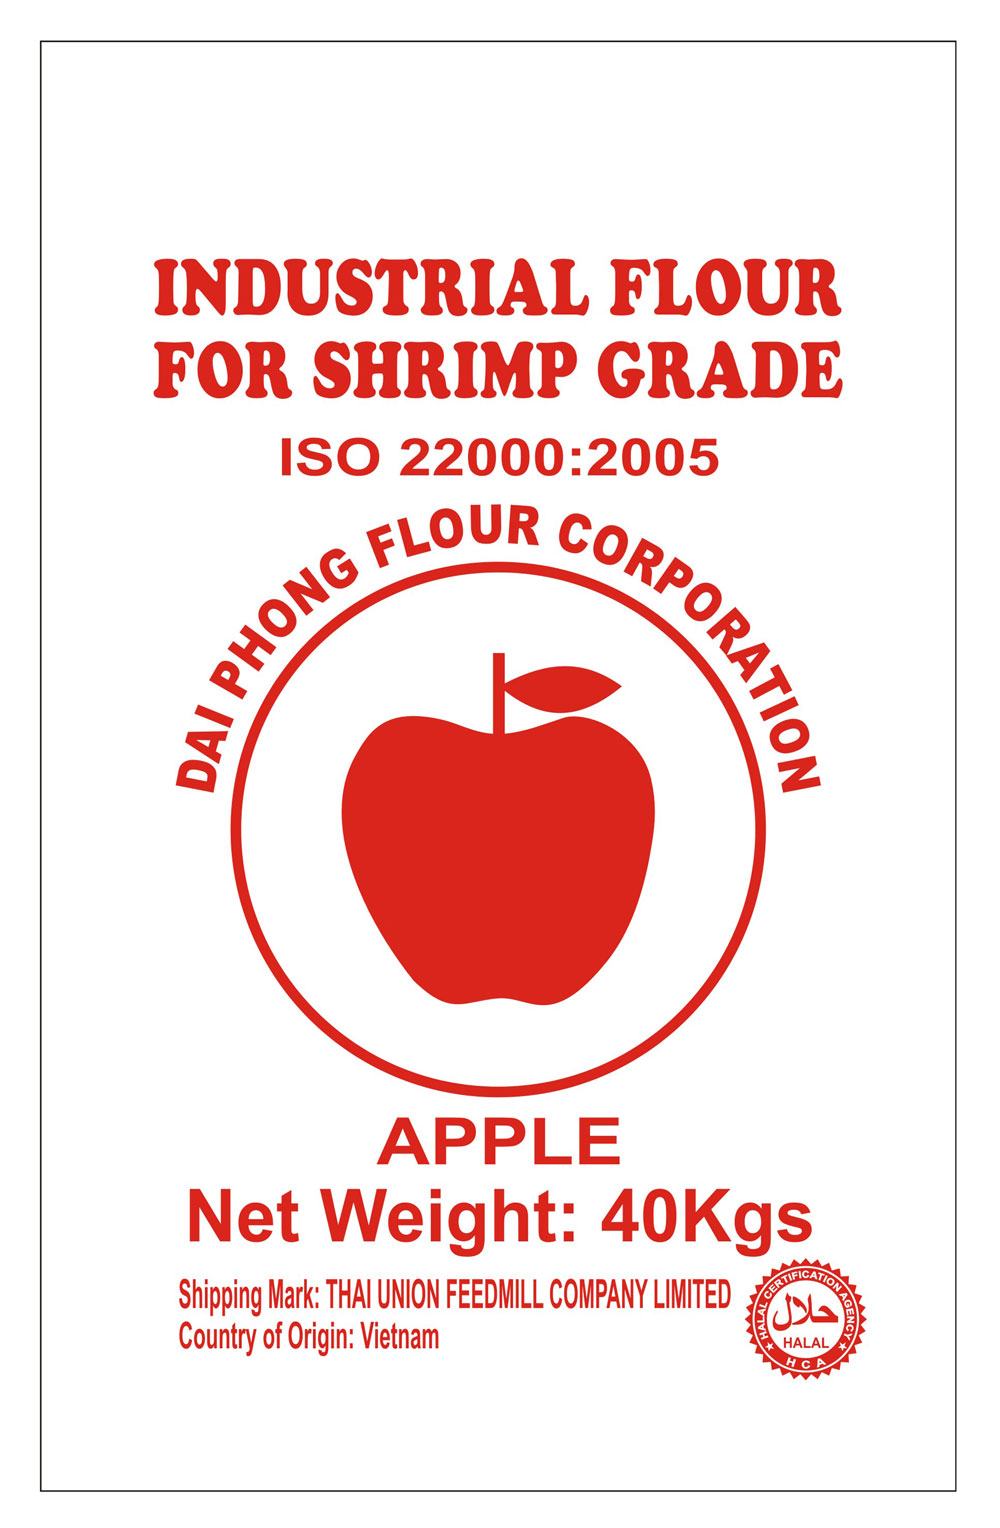 INDUSTRIAL FLOUR
FOR SHRIMP GRADE
ISO 22000:2005
DAI PHONG FLOUR CORPORATION
APPLE
Net Weight: 40Kgs
Shipping Mark: THAI UNION FEEDMILL COMPANY LIMITED
Country of Origin: Vietnam
HALAL CERTIFICATION AGENCY
حلال
HALAL
HCA